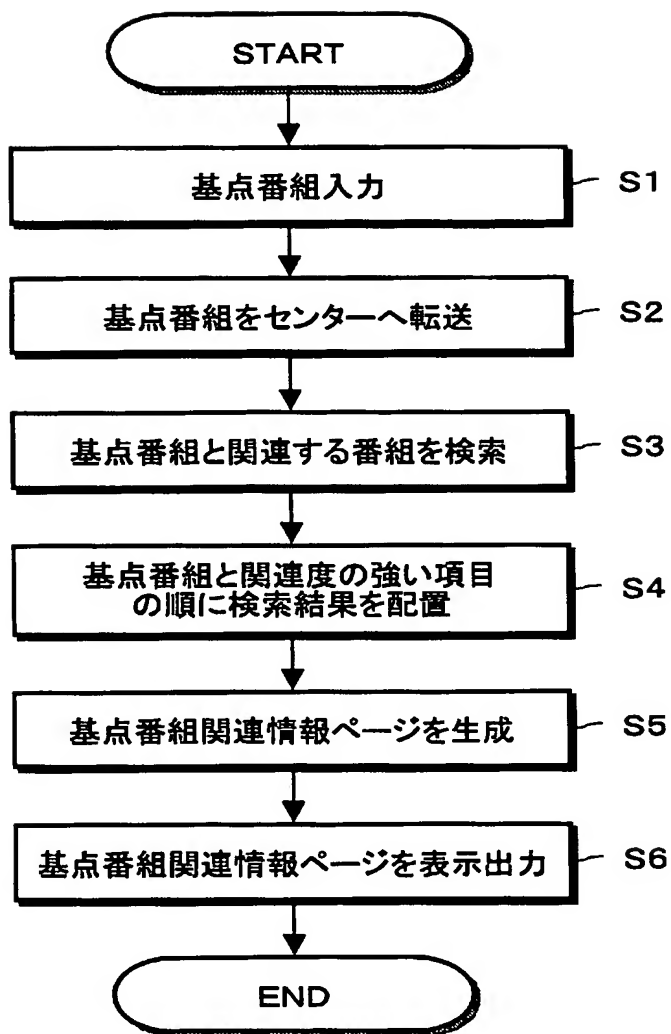 START
基点番組入力
S1
基点番組をセンターへ転送
S2
基点番組と関連する番組を検索
S3
基点番組と関連度の強い項目
の順に検索結果を配置
S4
基点番組関連情報ページを生成
S5
基点番組関連情報ページを表示出力
S6
END